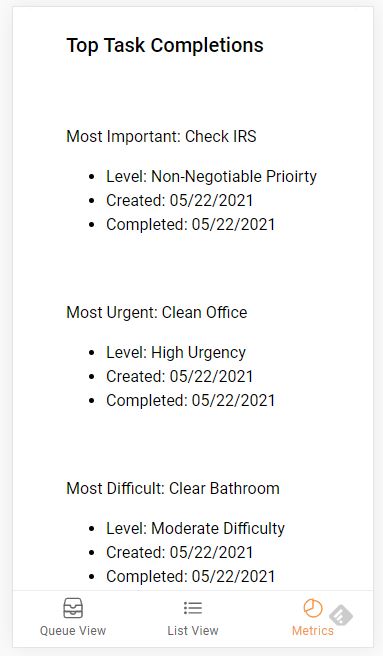 Top Task Completions
Most Important: Check IRS
Level: Non-Negotiable Prioirty
Created: 05/22/2021
Completed: 05/22/2021
Most Urgent: Clean Office
Level: High Urgency
Created: 05/22/2021
Completed: 05/22/2021
Most Difficult: Clear Bathroom
Level: Moderate Difficulty
Created: 05/22/2021
Completed: 05/22/2021
Queue View List View Metrics